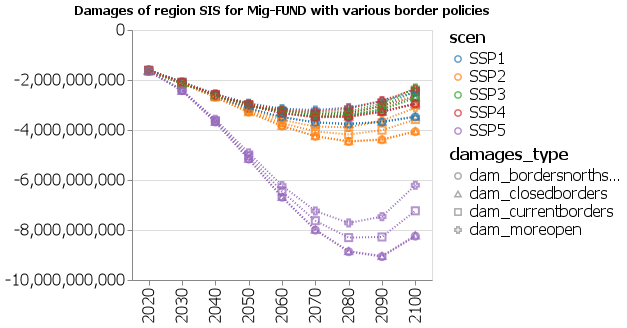 Damages of region SIS for Mig-FUND with various border policies
0
-2,000,000,000
-4,000,000,000
-6,000,000,000
-8,000,000,000
-10,000,000,000
2020
2030
2040
2050
2060
2070
2080
2090
2100
scen
SSP1
SSP2
SSP3
SSP4
SSP5
damages_type
dam_bordersnorths…
dam_closedborders
dam_currentborders
dam_moreopen